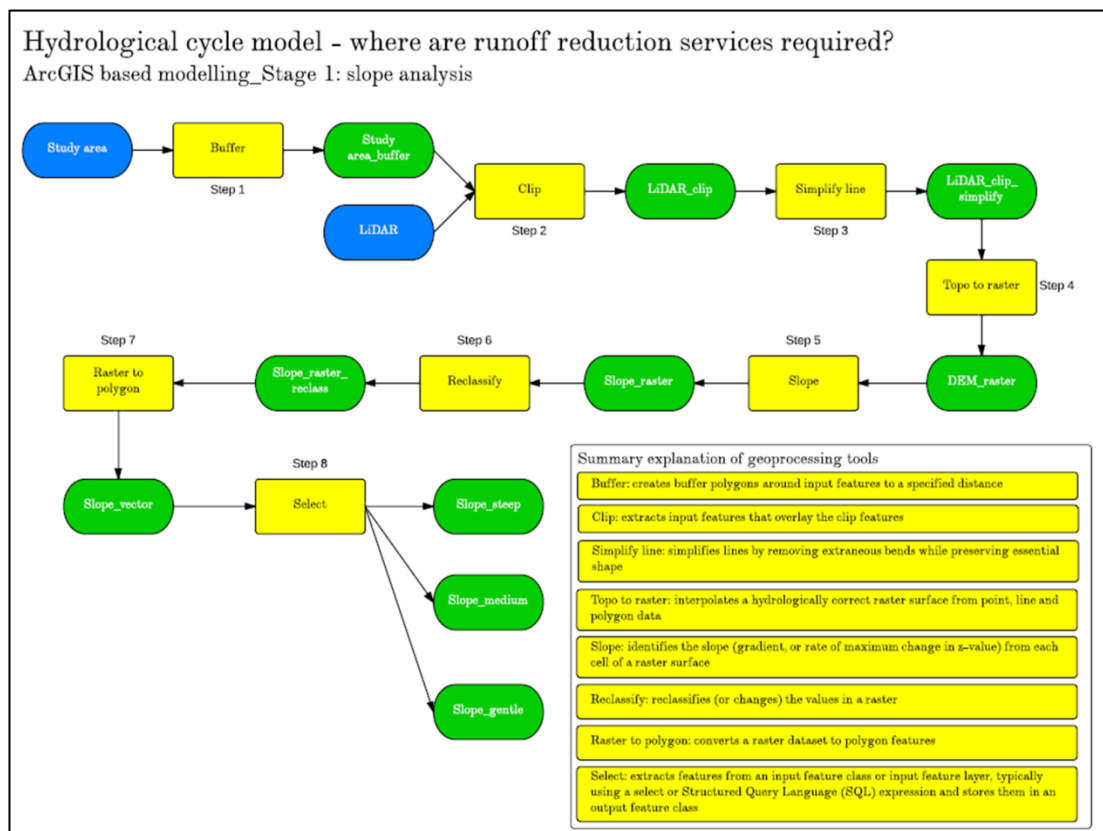 Hydrological cycle model - where are runoff reduction services required?
ArcGIS based modelling_Stage 1: slope analysis
Study area
Buffer
Step 1
Study
area_buffer
LiDAR
Clip
Step 2
LiDAR_clip
Simplify line
Step 3
LiDAR_clip_
simplify
Topo to raster
Step 4
DEM_raster
Step 5
Slope
Slope_raster
Step 6
Reclassify
Slope_raster_
reclass
Step 7
Raster to
polygon
Slope_vector
Step 8
Select
Slope_steep
Slope_medium
Slope_gentle
Summary explanation of geoprocessing tools
Buffer: creates buffer polygons around input features to a specified distance
Clip: extracts input features that overlay the clip features
Simplify line: simplifies lines by removing extraneous bends while preserving essential
shape
Topo to raster: interpolates a hydrologically correct raster surface from point, line and
polygon data
Slope: identifies the slope (gradient, or rate of maximum change in z-value) from each
cell of a raster surface
Reclassify: reclassifies (or changes) the values in a raster
Raster to polygon: converts a raster dataset to polygon features
Select: extracts features from an input feature class or input feature layer, typically
using a select or Structured Query Language (SQL) expression and stores them in an
output feature class